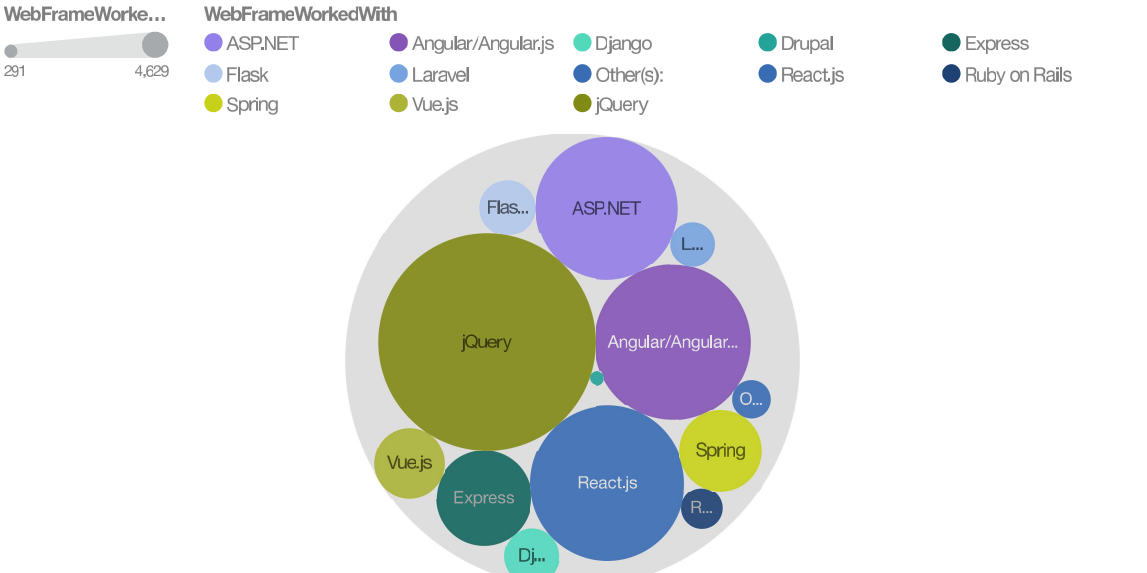 WebFrameWorke... WebFrameWorkedWith
ASP.NET Angular/Angular.js Django Drupal Express
291 4,629
Flask Laravel Other(s): React.js Ruby on Rails
Spring Vue.js jQuery
Flas... ASP.NET
L...
jQuery Angular/Angular...
O...
Spring
Vue.js
React.js
Express
R...
Dj...